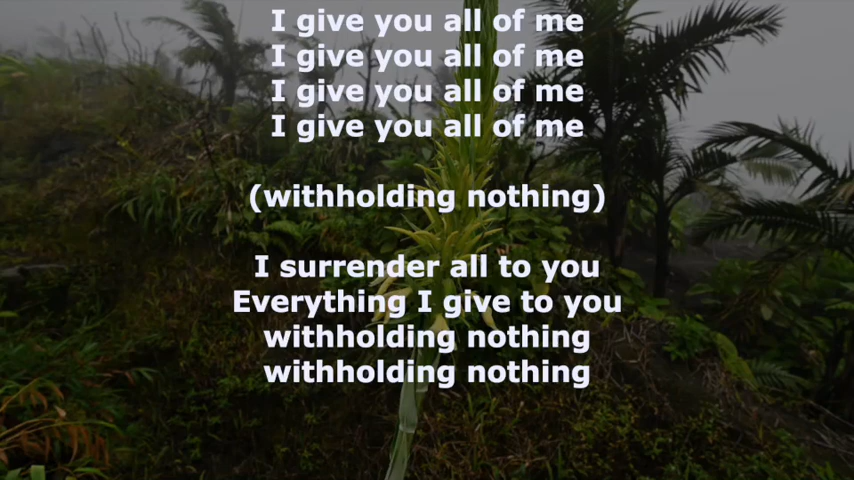 I give you all of me
I give you all of me
I give you all of me
I give you all of me
(withholding nothing)
I surrender all to you
Everything I give to you
withholding nothing
withholding nothing